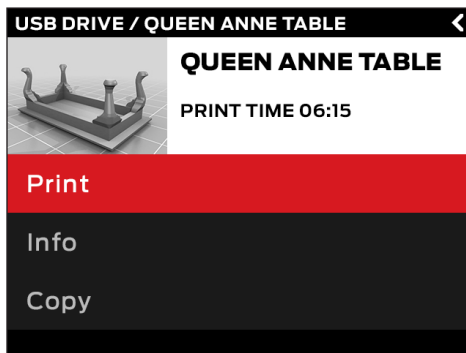 USB DRIVE / QUEEN ANNE TABLE
QUEEN ANNE TABLE
PRINT TIME 06:15
Print
Info
Copy